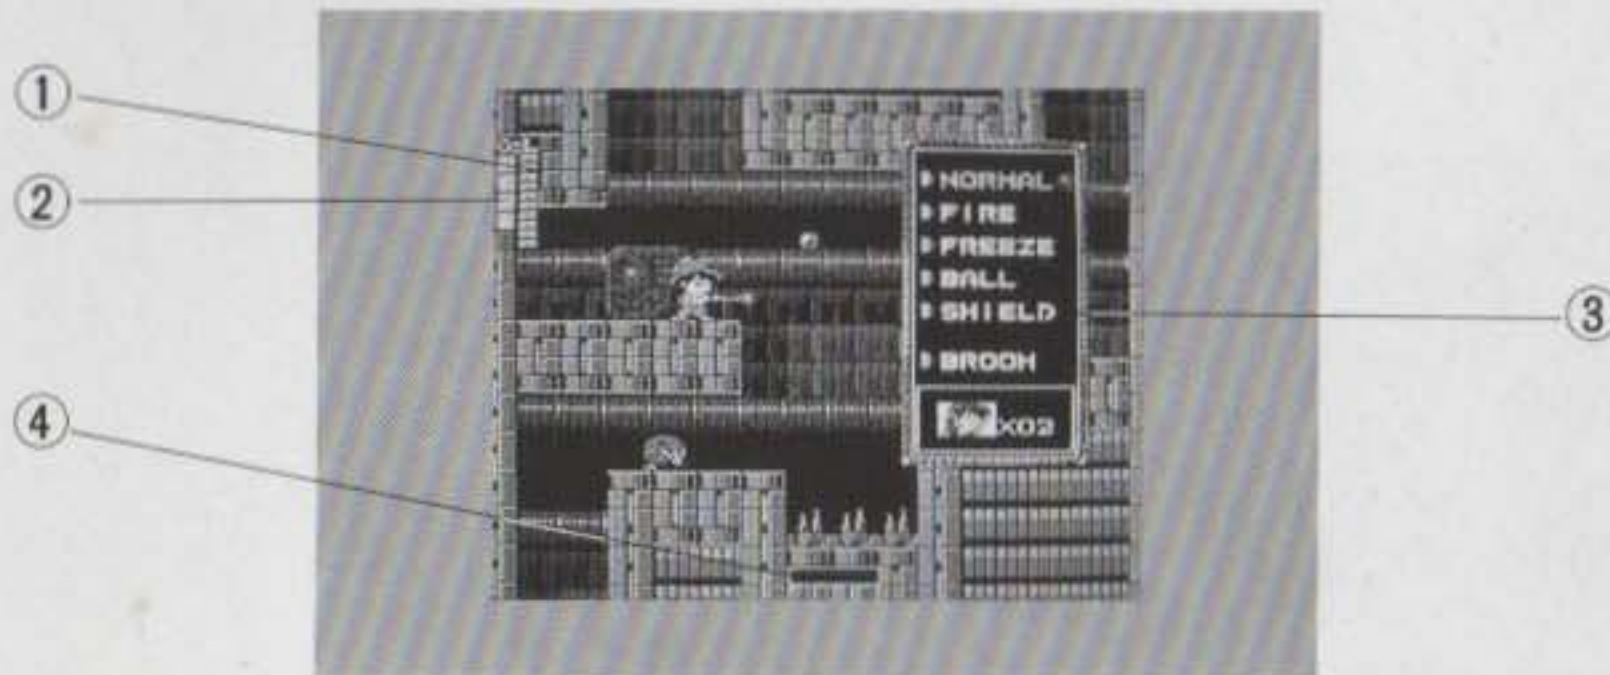 ①
②
NORMAL
FIRE
FREEZE
BALL
SHIELD
BROOM
X02
③
④